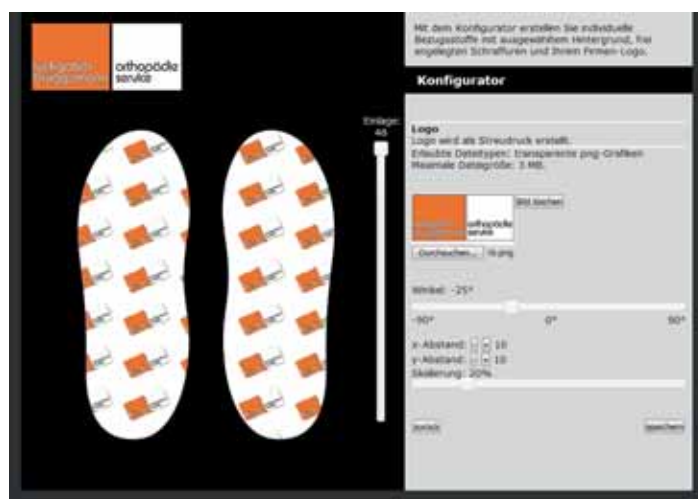 orthopädie
service
Einlage:
46
Mit dem Konfigurator erstellen Sie individuelle
Bezugsstoffe mit ausgewähltem Hintergrund, frei
angelegten Schraffuren und Ihrem Firmen-Logo.
Konfigurator
Logo
Logo wird als Streudruck erstellt.
Erlaubte Dateitypen: transparente png-Grafiken
Maximale Dateigröße: 3 MB.
Bild löschen
orthopädie
service
Durchsuchen...
Winkel: -25°
-90°
0°
90°
x-Abstand: - + 10
y-Abstand: - + 10
Skalierung: 20%
zurück
speichern